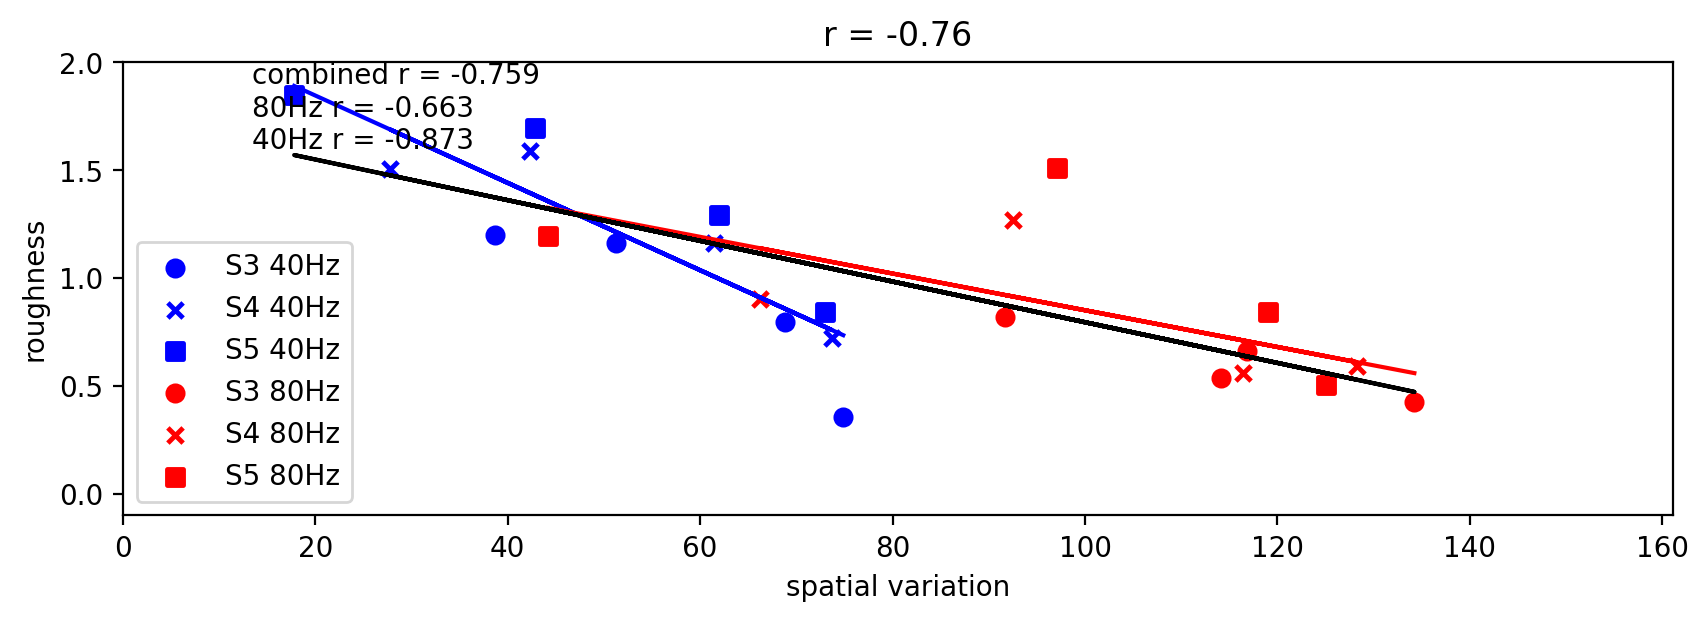 r = -0.76
combined r = -0.759
80Hz r = -0.663
40Hz r = -0.873
roughness
2.0
1.5
1.0
0.5
0.0
S3 40Hz
S4 40Hz
S5 40Hz
S3 80Hz
S4 80Hz
S5 80Hz
0 20 40 60 80 100 120 140 160
spatial variation